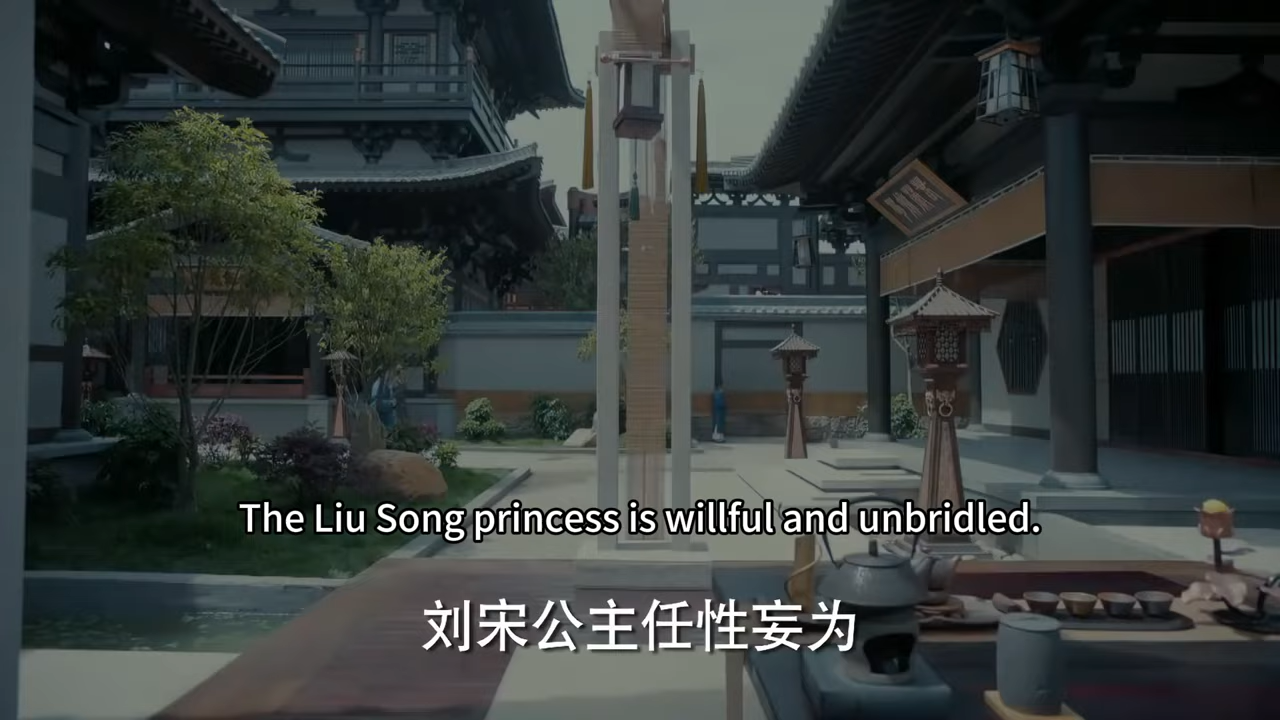 The Liu Song princess is willful and unbridled.
刘宋公主任性妄为